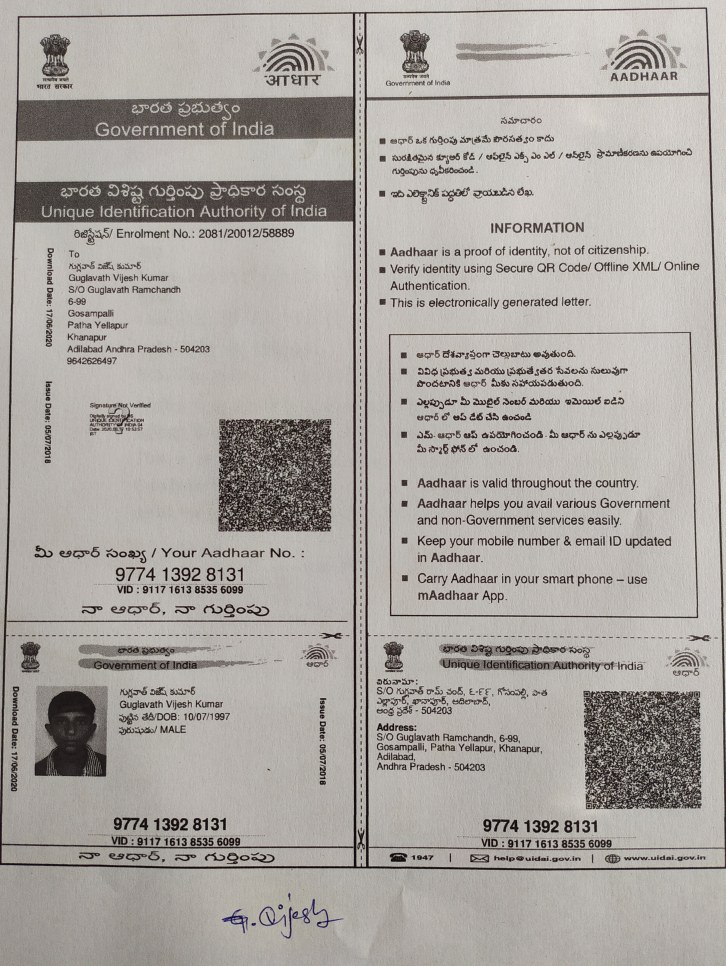 भारत सरकार
आधार
భారత ప్రభుత్వం
Government of India
భారత విశిష్ట గుర్తింపు ప్రాధికార సంస్థ
Unique Identification Authority of India
రిజిస్ట్రేషన్/ Enrolment No.: 2081/20012/58889
To
గుగ్లవాత్ విజేష్ కుమార్
Guglavath Vijesh Kumar
S/O Guglavath Ramchandh
6-99
Gosampalli
Patha Yellapur
Khanapur
Adilabad Andhra Pradesh - 504203
9642626497
Download Date: 17/06/2020
Issue Date: 05/07/2018
Signature Not Verified
మీ ఆధార్ సంఖ్య / Your Aadhaar No. :
9774 1392 8131
VID : 9117 1613 8535 6099
నా ఆధార్, నా గుర్తింపు
Government of India
AADHAAR
సమాచారం
■ ఆధార్ ఒక గుర్తింపు మాత్రమే పౌరసత్వం కాదు
■ సురక్షితమైన క్యూఆర్ కోడ్ / ఆఫ్‌లైన్ ఎక్స్ ఎం ఎల్ / ఆన్‌లైన్ ప్రామాణీకరణను ఉపయోగించి
గుర్తింపును ధృవీకరించండి.
■ ఇది ఎలక్ట్రానిక్ పద్ధతిలో వ్రాయబడిన లేఖ.
INFORMATION
■ Aadhaar is a proof of identity, not of citizenship.
■ Verify identity using Secure QR Code/ Offline XML/ Online
Authentication.
■ This is electronically generated letter.
■ ఆధార్ దేశవ్యాప్తంగా చెల్లుబాటు అవుతుంది.
■ వివిధ ప్రభుత్వ మరియు ప్రభుత్వేతర సేవలను సులువుగా
పొందటానికి ఆధార్ మీకు సహాయపడుతుంది.
■ ఎల్లప్పుడూ మీ మొబైల్ నెంబర్ మరియు ఇమెయిల్ ఐడిని
ఆధార్ లో అప్ డేట్ చేసి ఉంచండి
■ ఎమ్-ఆధార్ ఆప్ ఉపయోగించండి - మీ ఆధార్ ను ఎల్లప్పుడూ
మీ స్మార్ట్ ఫోన్ లో ఉంచండి.
■ Aadhaar is valid throughout the country.
■ Aadhaar helps you avail various Government
and non-Government services easily.
■ Keep your mobile number & email ID updated
in Aadhaar.
■ Carry Aadhaar in your smart phone – use
mAadhaar App.
భారత ప్రభుత్వం
Government of India
ఆధార్
గుగ్లవాత్ విజేష్ కుమార్
Guglavath Vijesh Kumar
పుట్టిన తేదీ/DOB: 10/07/1997
పురుషుడు/ MALE
Download Date: 17/06/2020
Issue Date: 05/07/2018
9774 1392 8131
VID : 9117 1613 8535 6099
నా ఆధార్, నా గుర్తింపు
భారత విశిష్ట గుర్తింపు ప్రాధికార సంస్థ
Unique Identification Authority of India
ఆధార్
చిరునామా:
S/O గుగ్లవాత్ రామ్ చంద్, ౬-౯౯, గోసంపల్లి, పాత
ఎల్లాపూర్, ఖానాపూర్, ఆదిలాబాద్,
ఆంధ్ర ప్రదేశ్ - 504203
Address:
S/O Guglavath Ramchandh, 6-99,
Gosampalli, Patha Yellapur, Khanapur,
Adilabad,
Andhra Pradesh - 504203
9774 1392 8131
VID : 9117 1613 8535 6099
1947 | help@uidai.gov.in | www.uidai.gov.in
G. Vijesh